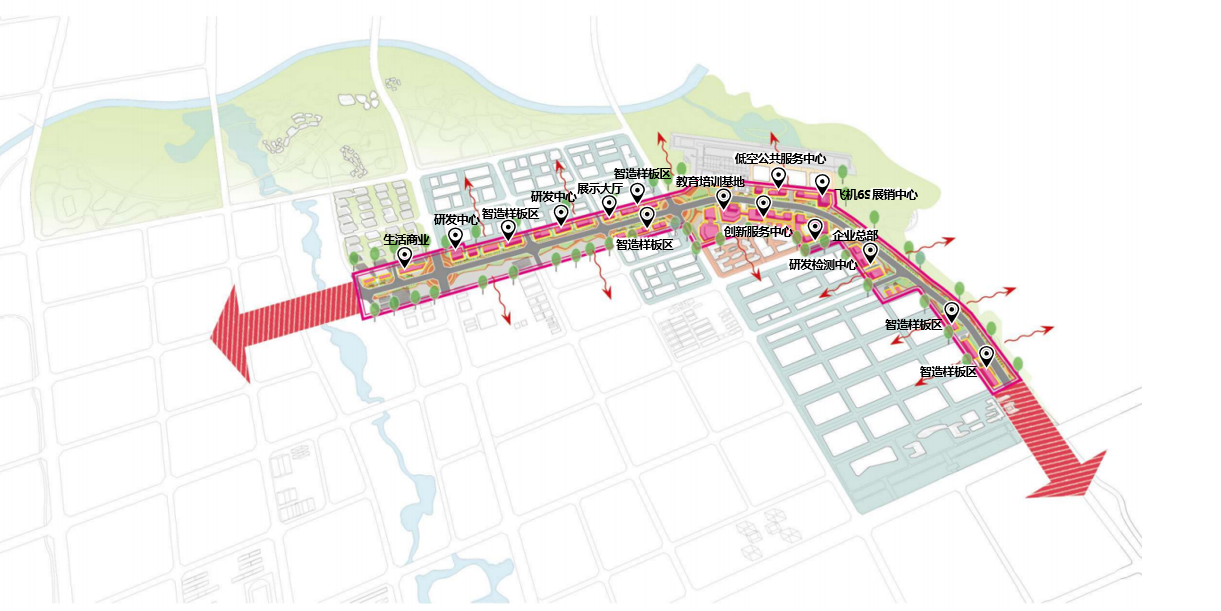 低空公共服务中心
智造样板区
教育培训基地
展示大厅
飞机6S展销中心
研发中心
智造样板区
研发中心
生活商业
创新服务中心
企业总部
智造样板区
研发检测中心
智造样板区
智造样板区